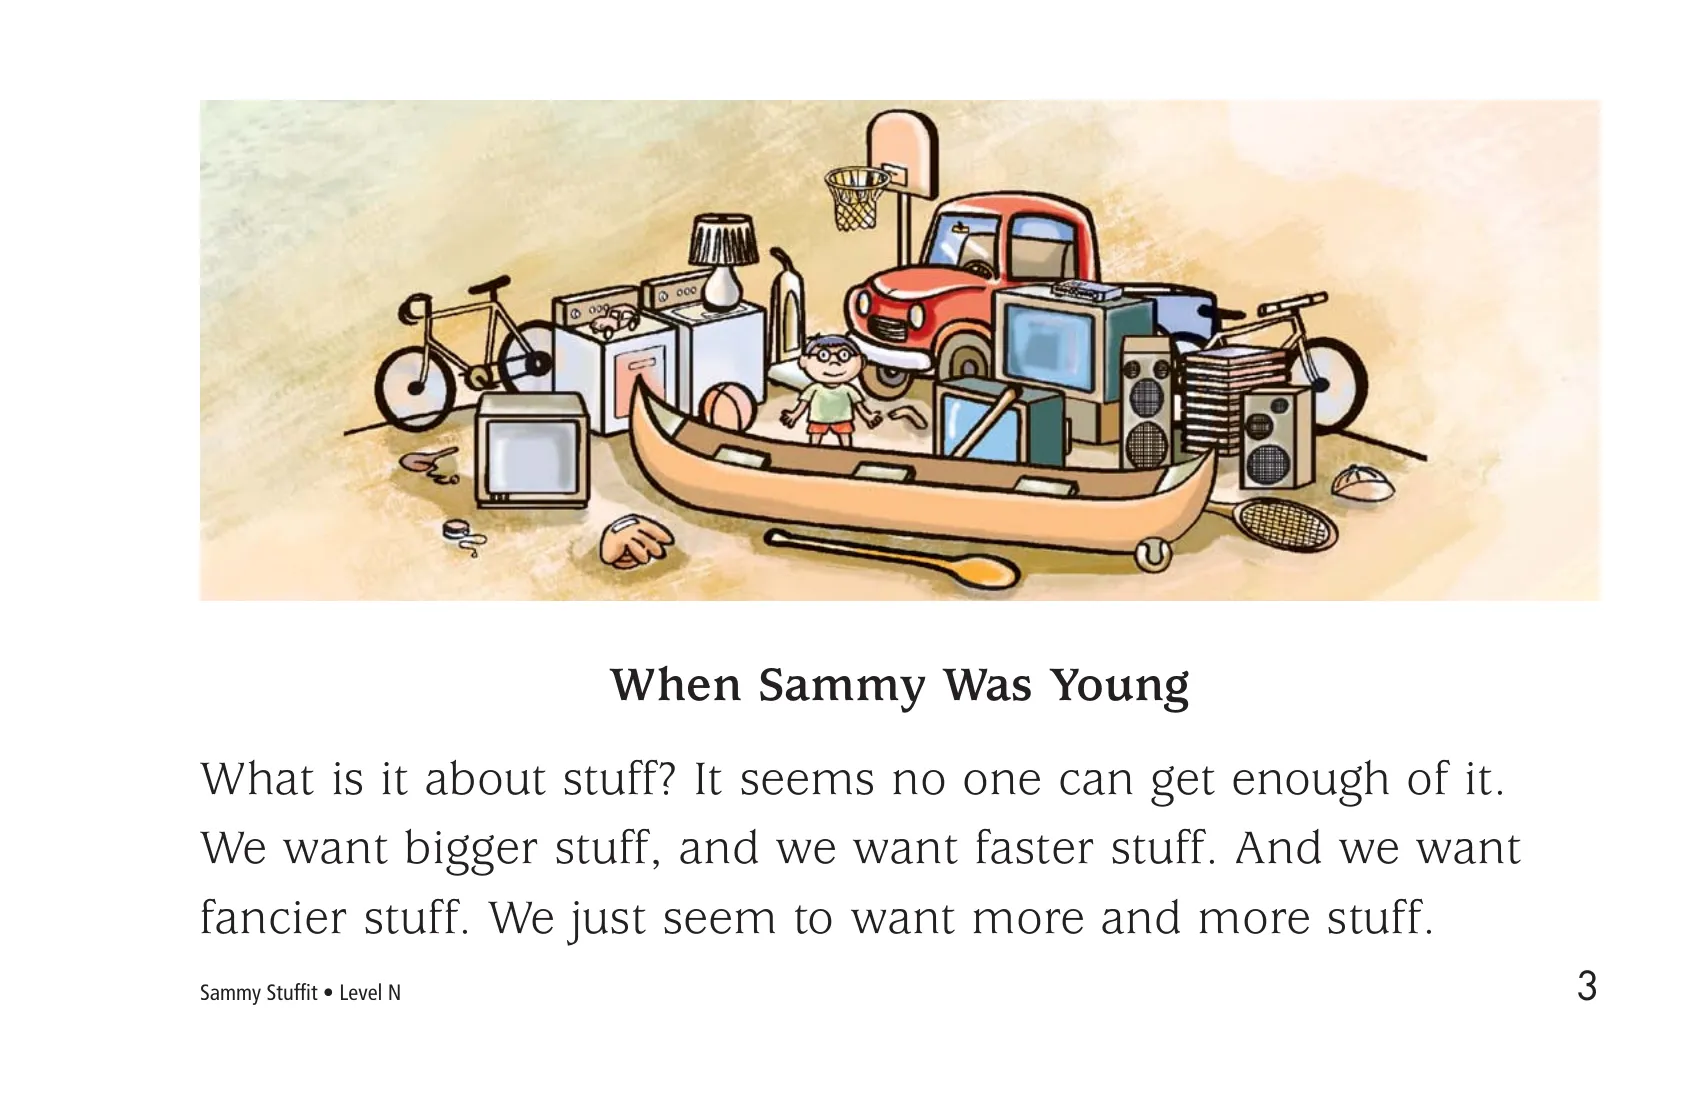 When Sammy Was Young
What is it about stuff? It seems no one can get enough of it.
We want bigger stuff, and we want faster stuff. And we want
fancier stuff. We just seem to want more and more stuff.
Sammy Stuffit • Level N
3